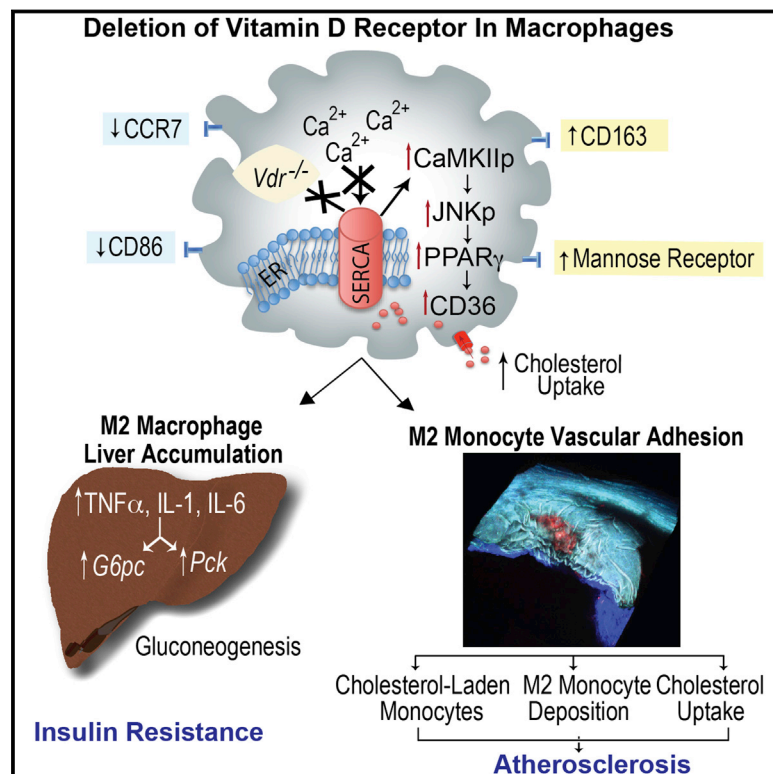 Deletion of Vitamin D Receptor In Macrophages
↓CCR7
Ca2+
Ca2+
Ca2+
↑CaMKIIp
↑CD163
Vdr-/-
↑JNKp
↓CD86
ER
SERCA
↑PPARγ
↑Mannose Receptor
↑CD36
↑Cholesterol
Uptake
M2 Macrophage
Liver Accumulation
↑TNFα, IL-1, IL-6
↑G6pc
↑Pck
Gluconeogenesis
Insulin Resistance
M2 Monocyte Vascular Adhesion
Cholesterol-Laden
Monocytes
M2 Monocyte
Deposition
Cholesterol
Uptake
Atherosclerosis